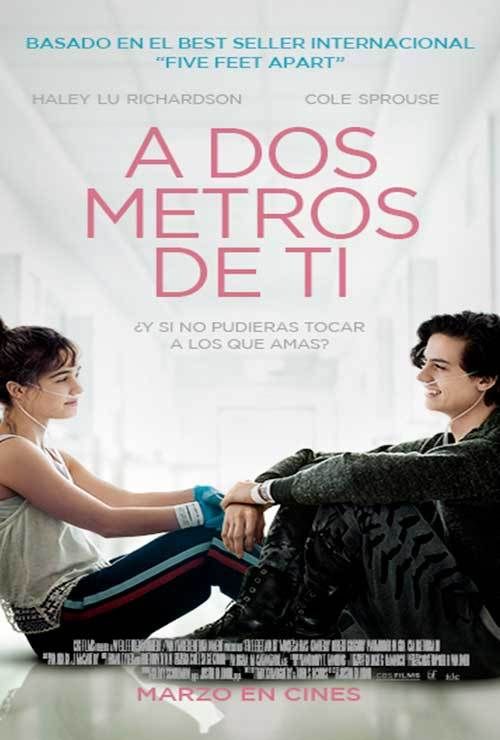 BASADO EN EL BEST SELLER INTERNACIONAL
“FIVE FEET APART”
HALEY LU RICHARDSON COLE SPROUSE
A DOS
METROS
DE TI
¿Y SI NO PUDIERAS TOCAR
A LOS QUE AMAS?
CBS FILMS
MARZO EN CINES